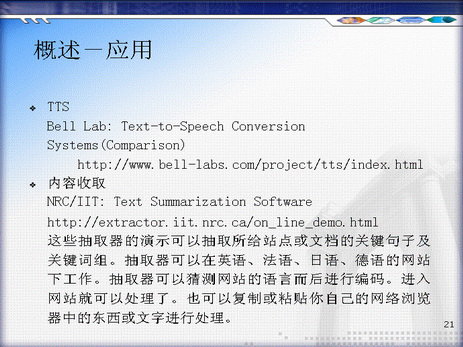 概述－应用
❖ TTS
Bell Lab: Text-to-Speech Conversion
Systems(Comparison)
http://www.bell-labs.com/project/tts/index.html
❖ 内容收取
NRC/IIT: Text Summarization Software
http://extractor.iit.nrc.ca/on_line_demo.html
这些抽取器的演示可以抽取所给站点或文档的关键句子及
关键词组。抽取器可以在英语、法语、日语、德语的网站
下工作。抽取器可以猜测网站的语言而后进行编码。进入
网站就可以处理了。也可以复制或粘贴你自己的网络浏览
器中的东西或文字进行处理。
21